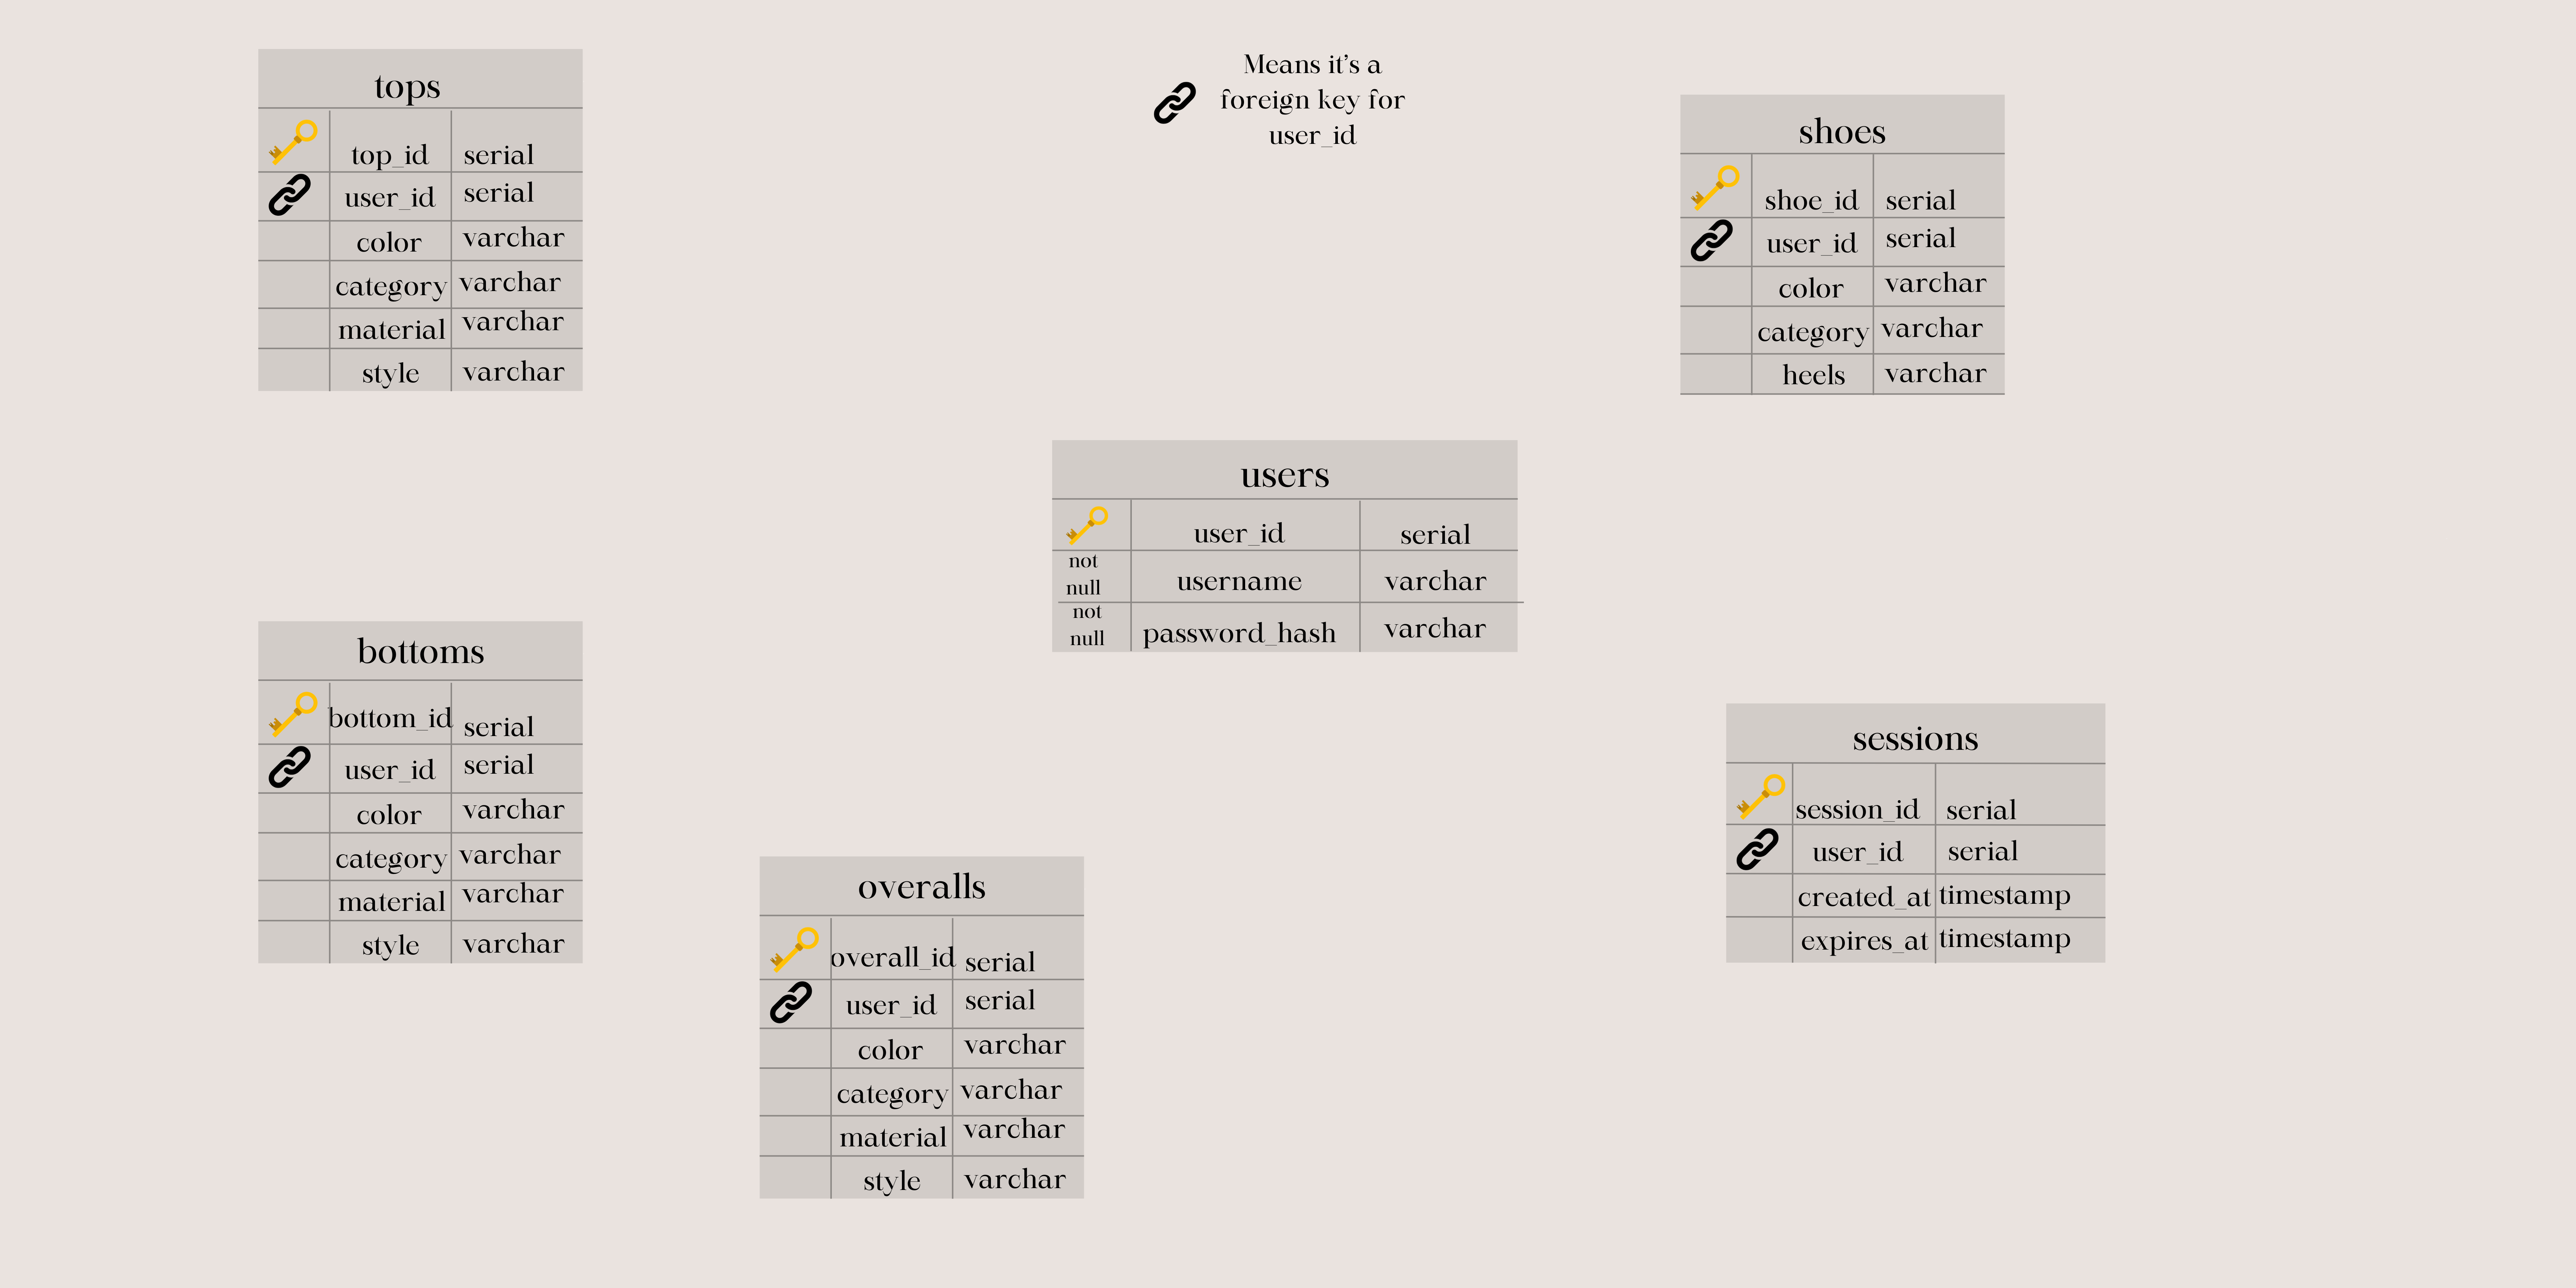 tops
top_id serial
user_id serial
color varchar
category varchar
material varchar
style varchar
Means it's a
foreign key for
user_id
shoes
shoe_id serial
user_id serial
color varchar
category varchar
heels varchar
users
user_id serial
not
null
username varchar
not
null
password_hash varchar
bottoms
bottom_id serial
user_id serial
color varchar
category varchar
material varchar
style varchar
sessions
session_id serial
user_id serial
created_at timestamp
expires_at timestamp
overalls
overall_id serial
user_id serial
color varchar
category varchar
material varchar
style varchar